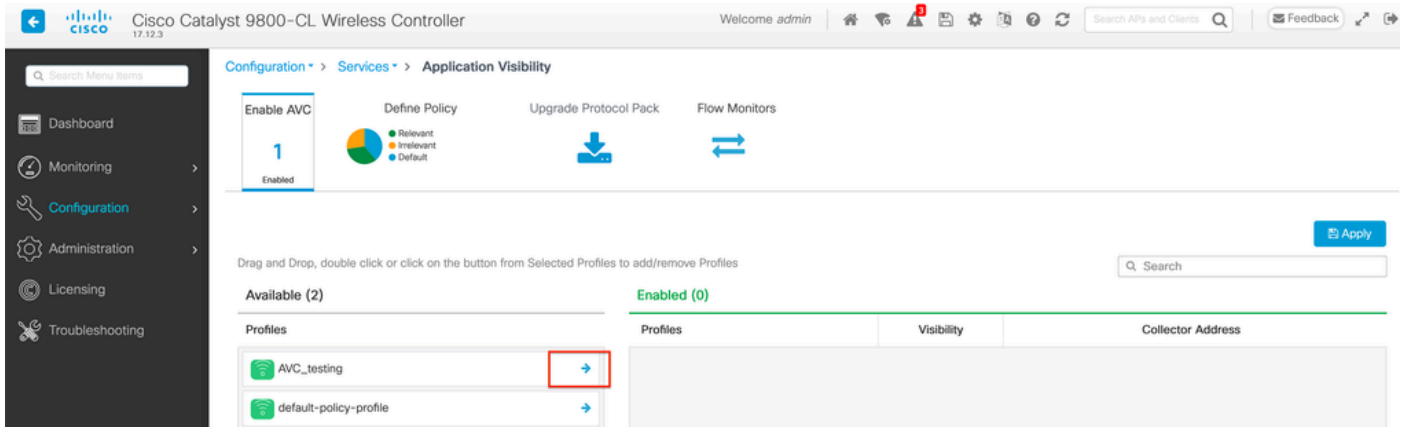 cisco
Cisco Catalyst 9800-CL Wireless Controller
17.12.3
Welcome admin
3
Search APs and Clients
Feedback
Search Menu Items
Dashboard
Monitoring
Configuration
Administration
Licensing
Troubleshooting
Configuration > Services > Application Visibility
Enable AVC
1
Enabled
Define Policy
Relevant
Irrelevant
Default
Upgrade Protocol Pack
Flow Monitors
Apply
Drag and Drop, double click or click on the button from Selected Profiles to add/remove Profiles
Search
Available (2)
Enabled (0)
Profiles
Profiles Visibility Collector Address
AVC_testing
default-policy-profile